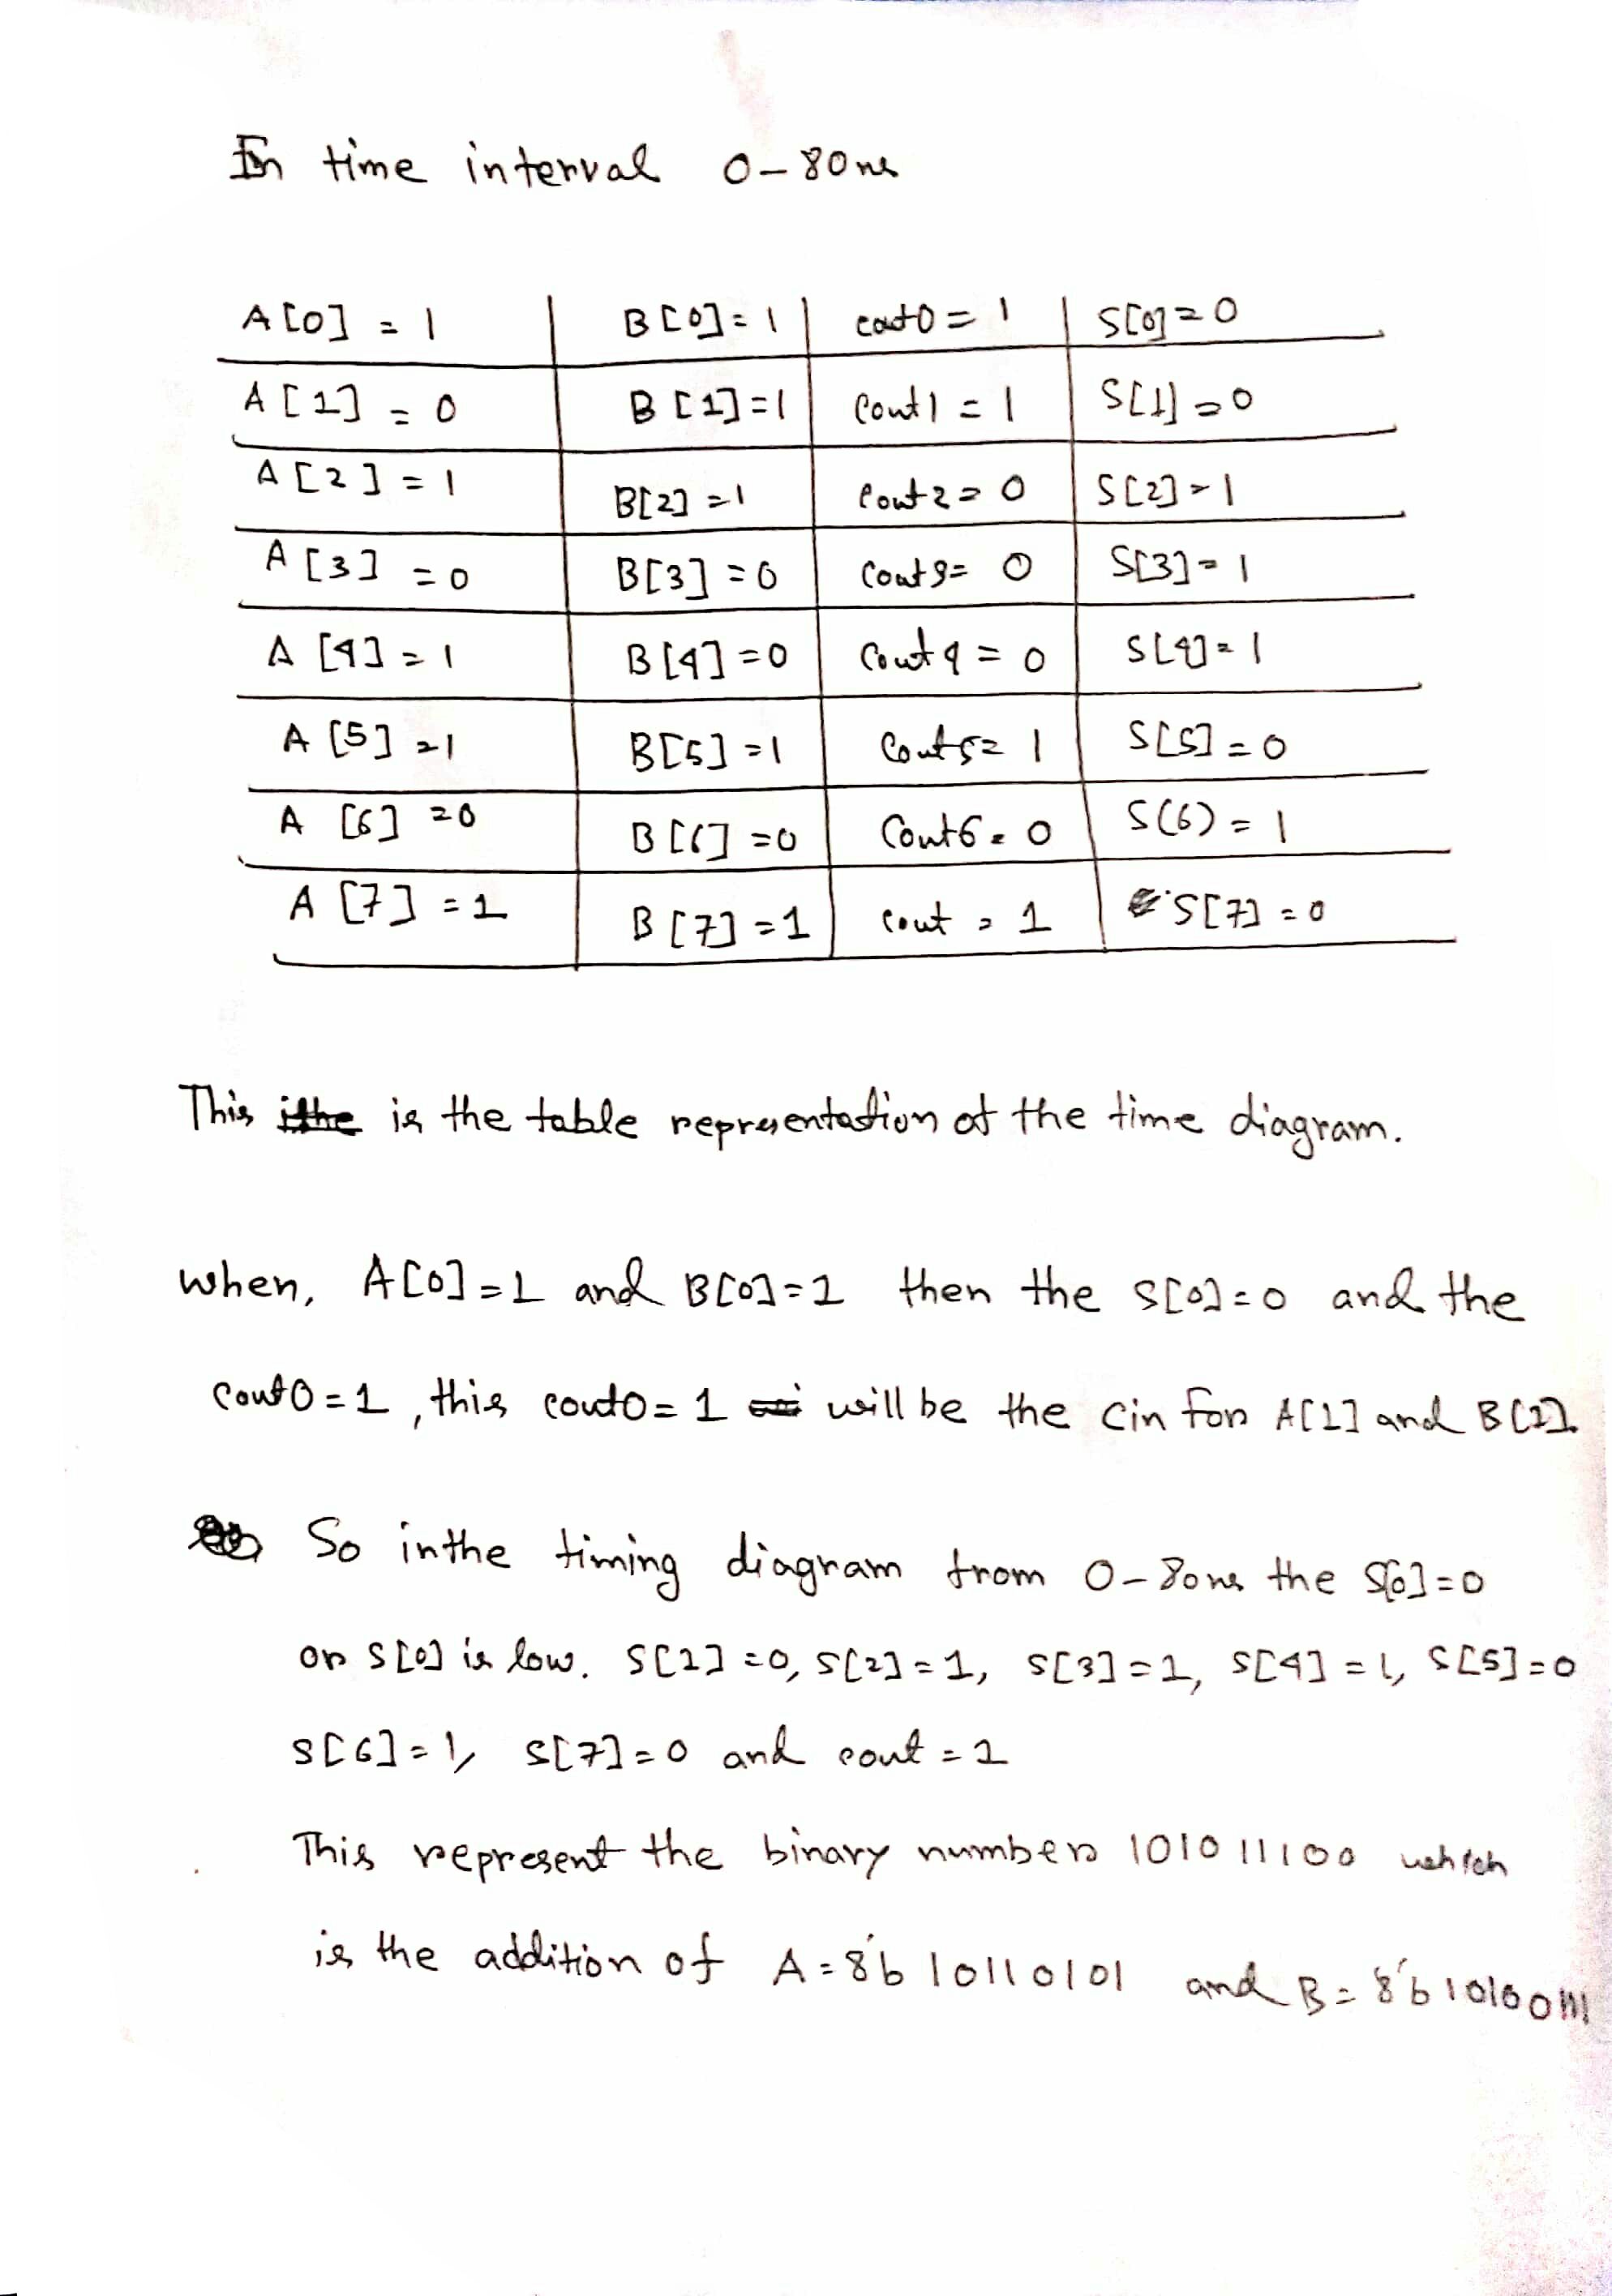 In time interval 0-80ns
A[0] = 1 | B[0] = 1 | cout0 = 1 | S[0] = 0
A[1] = 0 | B[1] = 1 | Cout1 = 1 | S[1] = 0
A[2] = 1 | B[2] = 1 | Cout2 = 0 | S[2] = 1
A[3] = 0 | B[3] = 0 | Cout3 = 0 | S[3] = 1
A[4] = 1 | B[4] = 0 | Cout4 = 0 | S[4] = 1
A[5] = 1 | B[5] = 1 | Cout5 = 1 | S[5] = 0
A[6] = 0 | B[6] = 0 | Cout6 = 0 | S(6) = 1
A[7] = 1 | B[7] = 1 | cout = 1 | S[7] = 0
This is the table representation of the time diagram.
when, A[0]=1 and B[0]=1 then the S[0]=0 and the
cout0=1, this cout0=1 will be the cin for A[1] and B[1].
So in the timing diagram from 0-80ns the S[0]=0
or S[0] is low. S[1]=0, S[2]=1, S[3]=1, S[4]=1, S[5]=0
S[6]=1, S[7]=0 and cout=1
This represent the binary number 101011100 which
is the addition of A=8'b10110101 and B=8'b10100111